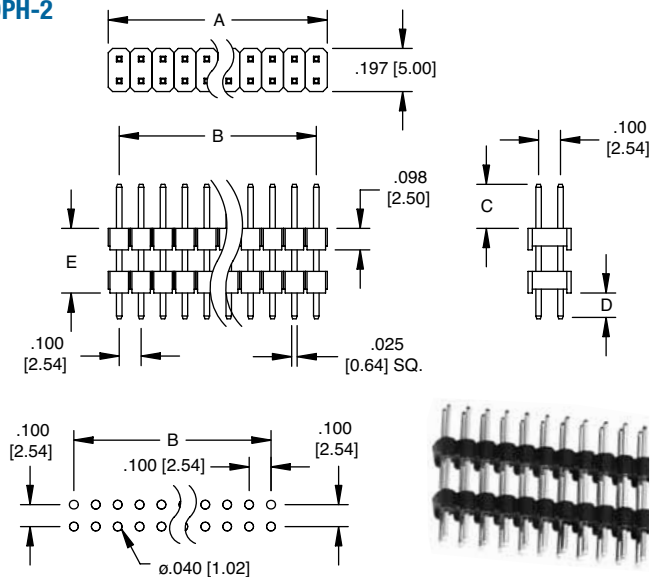 PH-2
A
.197 [5.00]
B
.100
[2.54]
.098
[2.50]
C
E
D
.100
[2.54]
.025
[0.64] SQ.
.100
[2.54]
B
.100
[2.54]
.100 [2.54]
ø.040 [1.02]